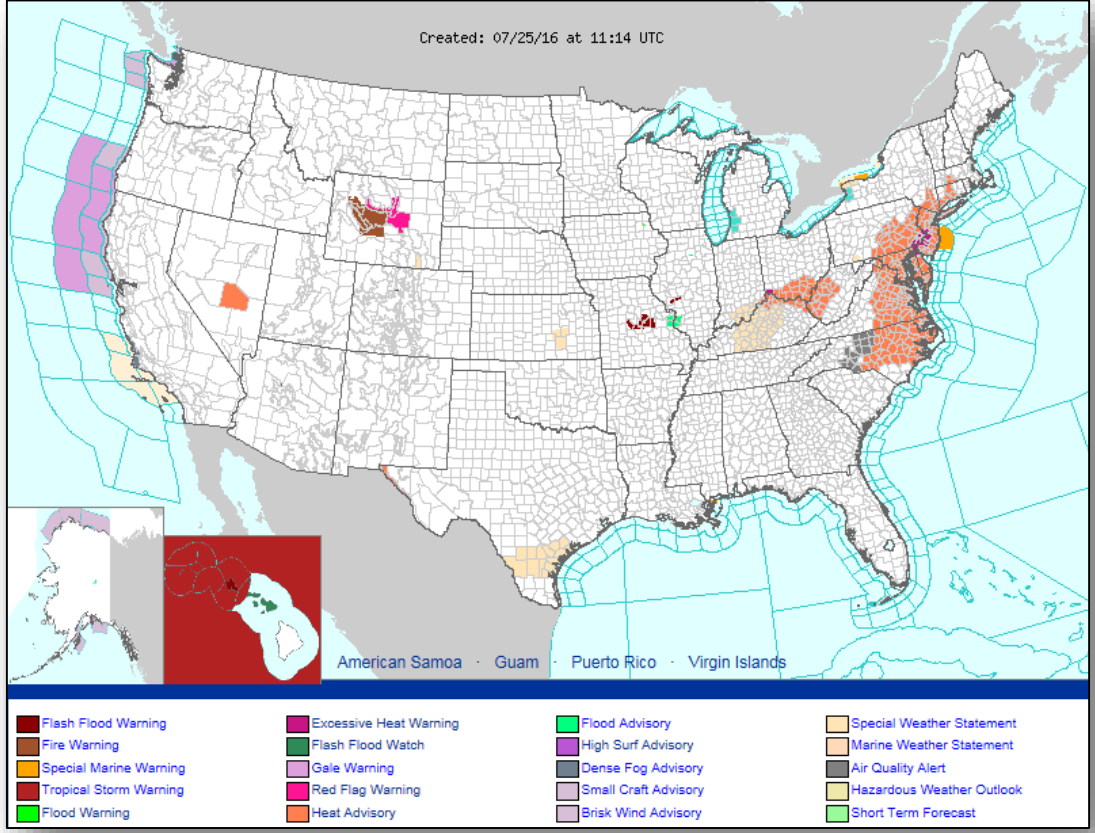 Created: 07/25/16 at 11:14 UTC
American Samoa · Guam · Puerto Rico · Virgin Islands
Flash Flood Warning
Excessive Heat Warning
Flood Advisory
Special Weather Statement
Fire Warning
Flash Flood Watch
High Surf Advisory
Marine Weather Statement
Special Marine Warning
Gale Warning
Dense Fog Advisory
Air Quality Alert
Tropical Storm Warning
Red Flag Warning
Small Craft Advisory
Hazardous Weather Outlook
Flood Warning
Heat Advisory
Brisk Wind Advisory
Short Term Forecast